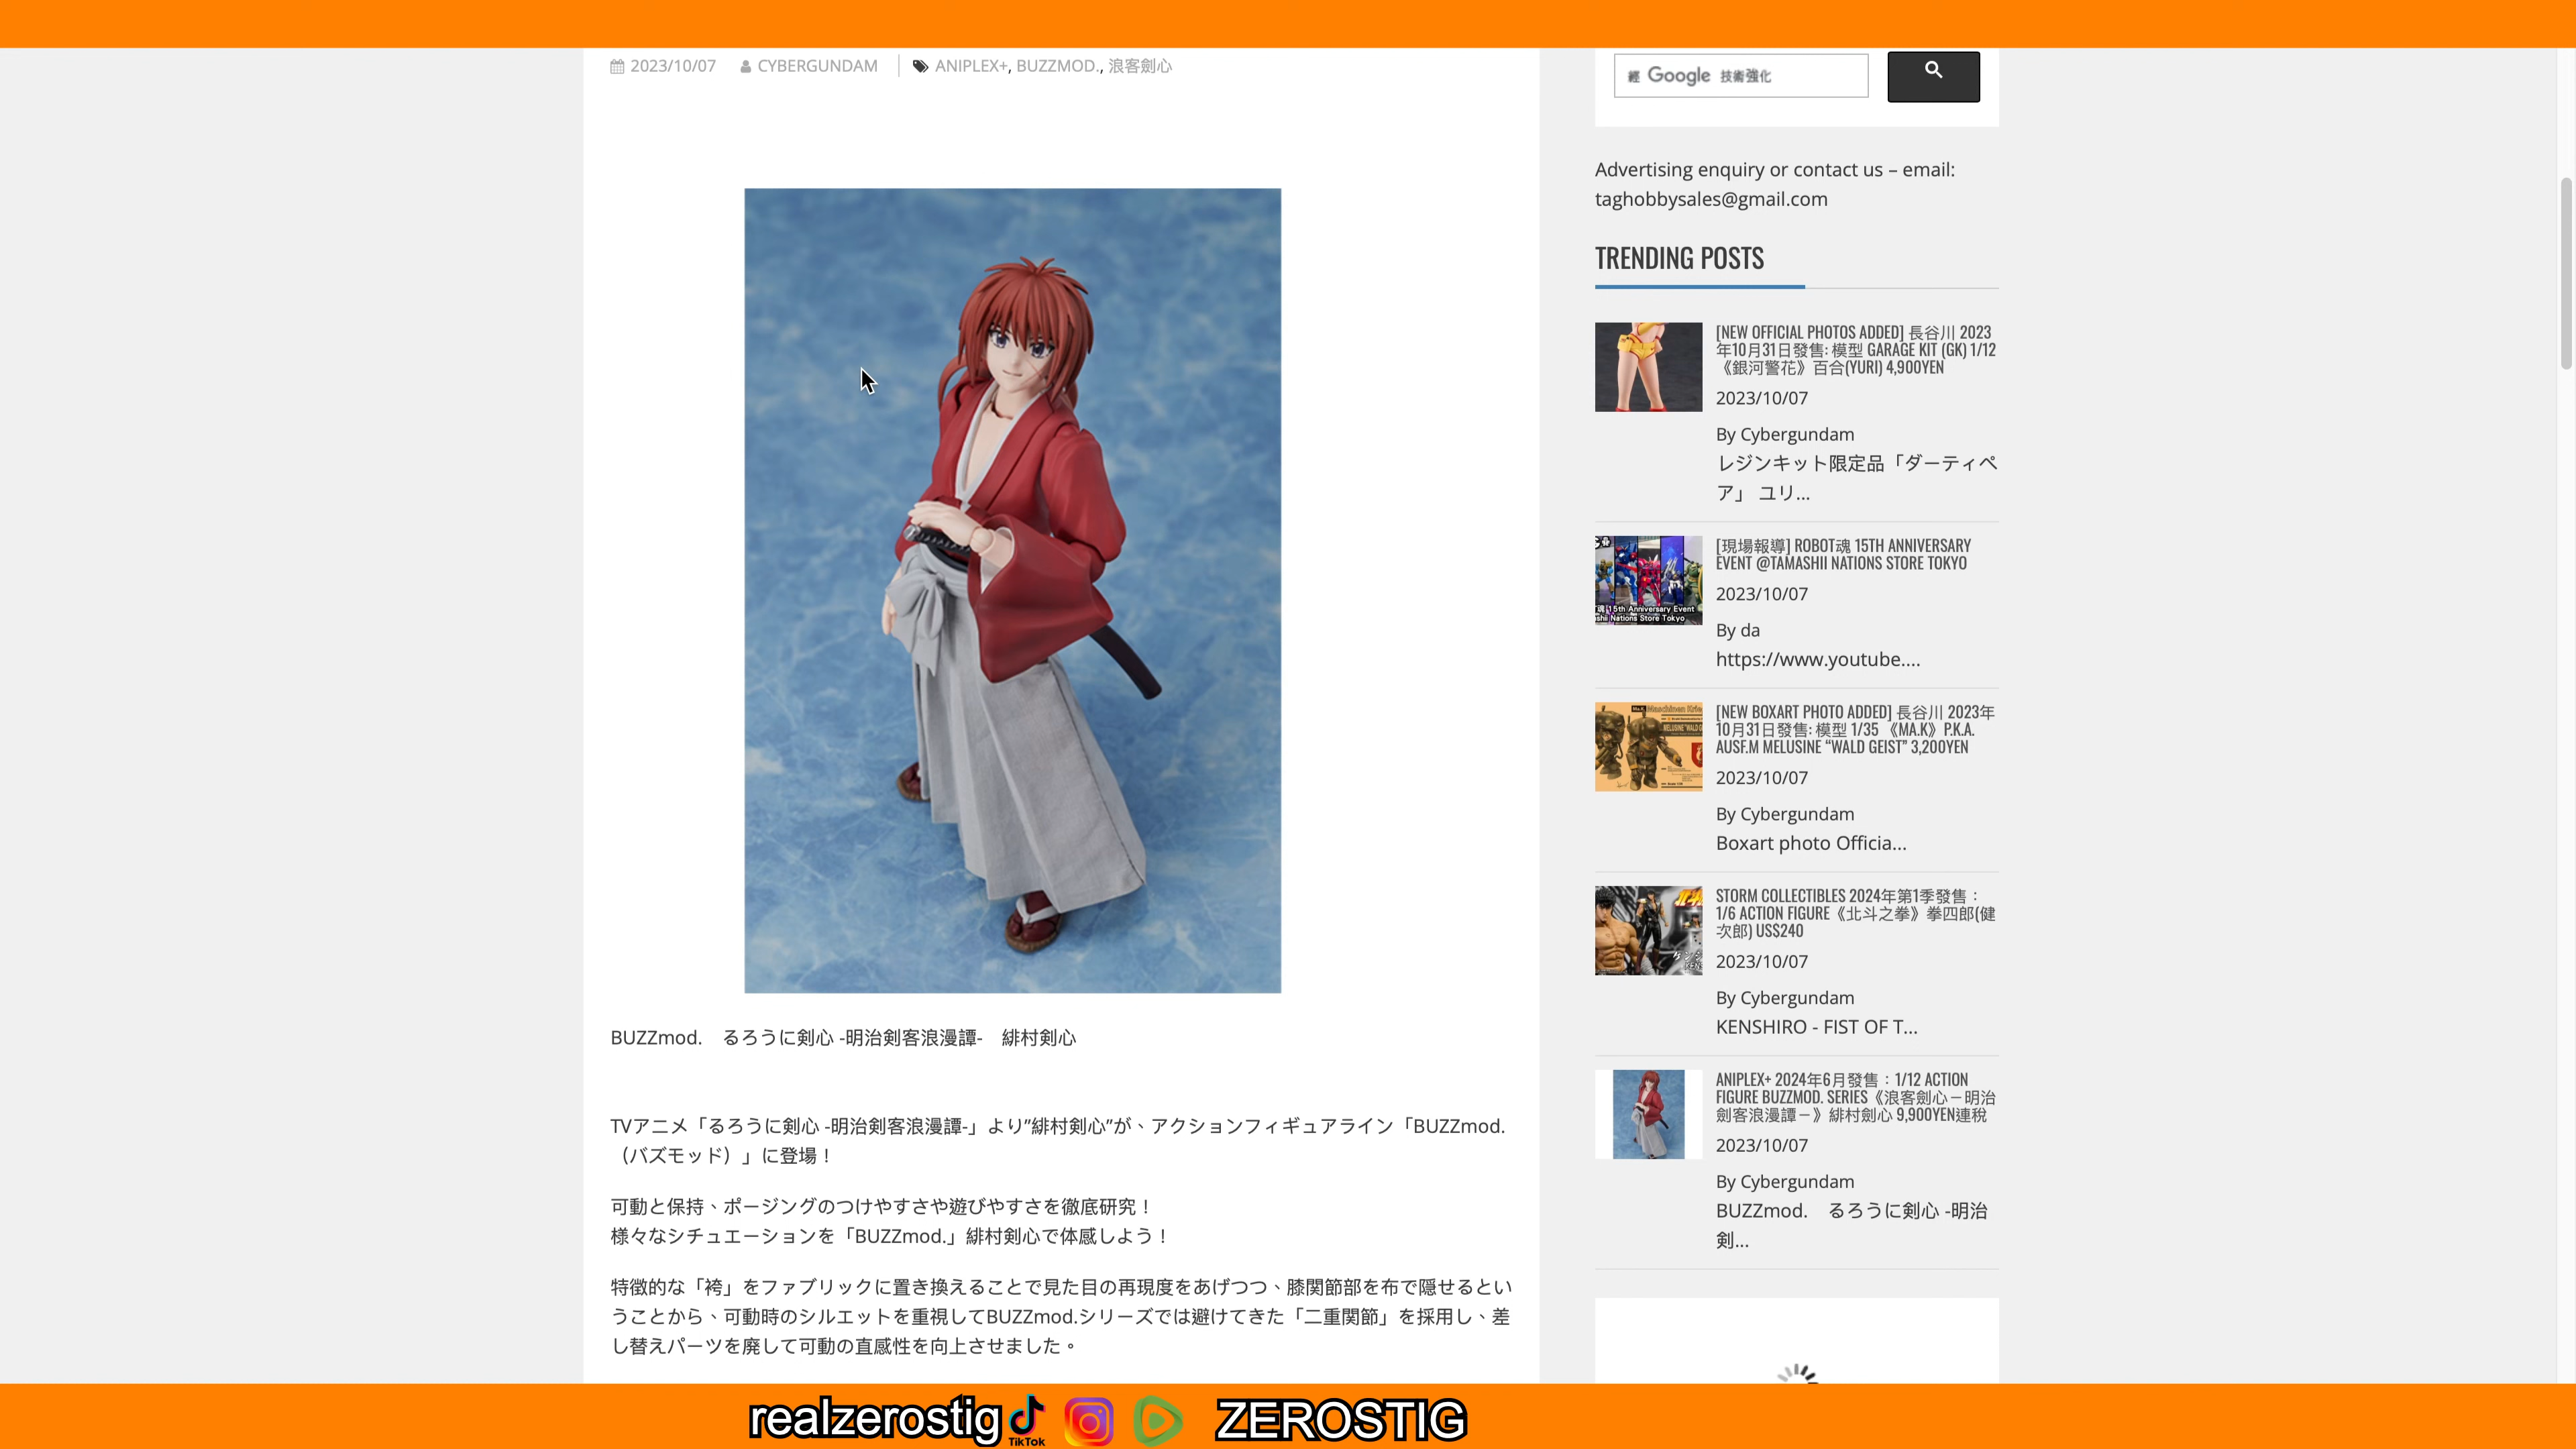 2023/10/07 CYBERGUNDAM ANIPLEX+, BUZZMOD., 浪客劍心
BUZZmod.　るろうに剣心 -明治剣客浪漫譚-　緋村剣心
TVアニメ「るろうに剣心 -明治剣客浪漫譚-」より”緋村剣心”が、アクションフィギュアライン「BUZZmod.
（バズモッド）」に登場！
可動と保持、ポージングのつけやすさや遊びやすさを徹底研究！
様々なシチュエーションを「BUZZmod.」緋村剣心で体感しよう！
特徴的な「袴」をファブリックに置き換えることで見た目の再現度をあげつつ、膝関節部を布で隠せるとい
うことから、可動時のシルエットを重視してBUZZmod.シリーズでは避けてきた「二重関節」を採用し、差
し替えパーツを廃して可動の直感性を向上させました。
經 Google 技術強化
Advertising enquiry or contact us – email:
taghobbysales@gmail.com
TRENDING POSTS
[NEW OFFICIAL PHOTOS ADDED] 長谷川 2023
年10月31日發售: 模型 GARAGE KIT (GK) 1/12
《銀河警花》百合(YURI) 4,900YEN
2023/10/07
By Cybergundam
レジンキット限定品「ダーティペ
ア」 ユリ...
[現場報導] ROBOT魂 15TH ANNIVERSARY
EVENT @TAMASHII NATIONS STORE TOKYO
魂 15th Anniversary Event
shii Nations Store Tokyo
2023/10/07
By da
https://www.youtube....
[NEW BOXART PHOTO ADDED] 長谷川 2023年
10月31日發售: 模型 1/35 《MA.K》 P.K.A.
AUSF.M MELUSINE “WALD GEIST” 3,200YEN
2023/10/07
By Cybergundam
Boxart photo Officia...
STORM COLLECTIBLES 2024年第1季發售：
1/6 ACTION FIGURE《北斗之拳》拳四郎(健
次郎) US$240
2023/10/07
By Cybergundam
KENSHIRO - FIST OF T...
ANIPLEX+ 2024年6月發售：1/12 ACTION
FIGURE BUZZMOD. SERIES《浪客劍心－明治
劍客浪漫譚－》緋村劍心 9,900YEN連稅
2023/10/07
By Cybergundam
BUZZmod.　るろうに剣心 -明治
剣...
realzerostig TikTok ZEROSTIG